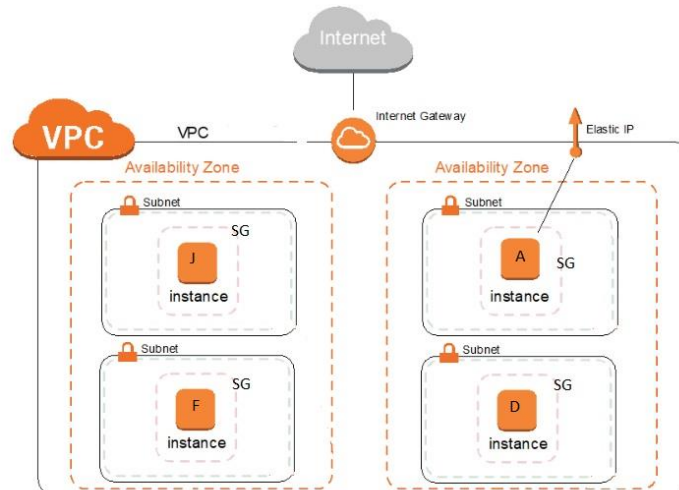 Internet
Internet Gateway
Elastic IP
VPC
VPC
Availability Zone
Availability Zone
Subnet
SG
J
instance
Subnet
A
SG
instance
Subnet
SG
F
instance
Subnet
SG
D
instance